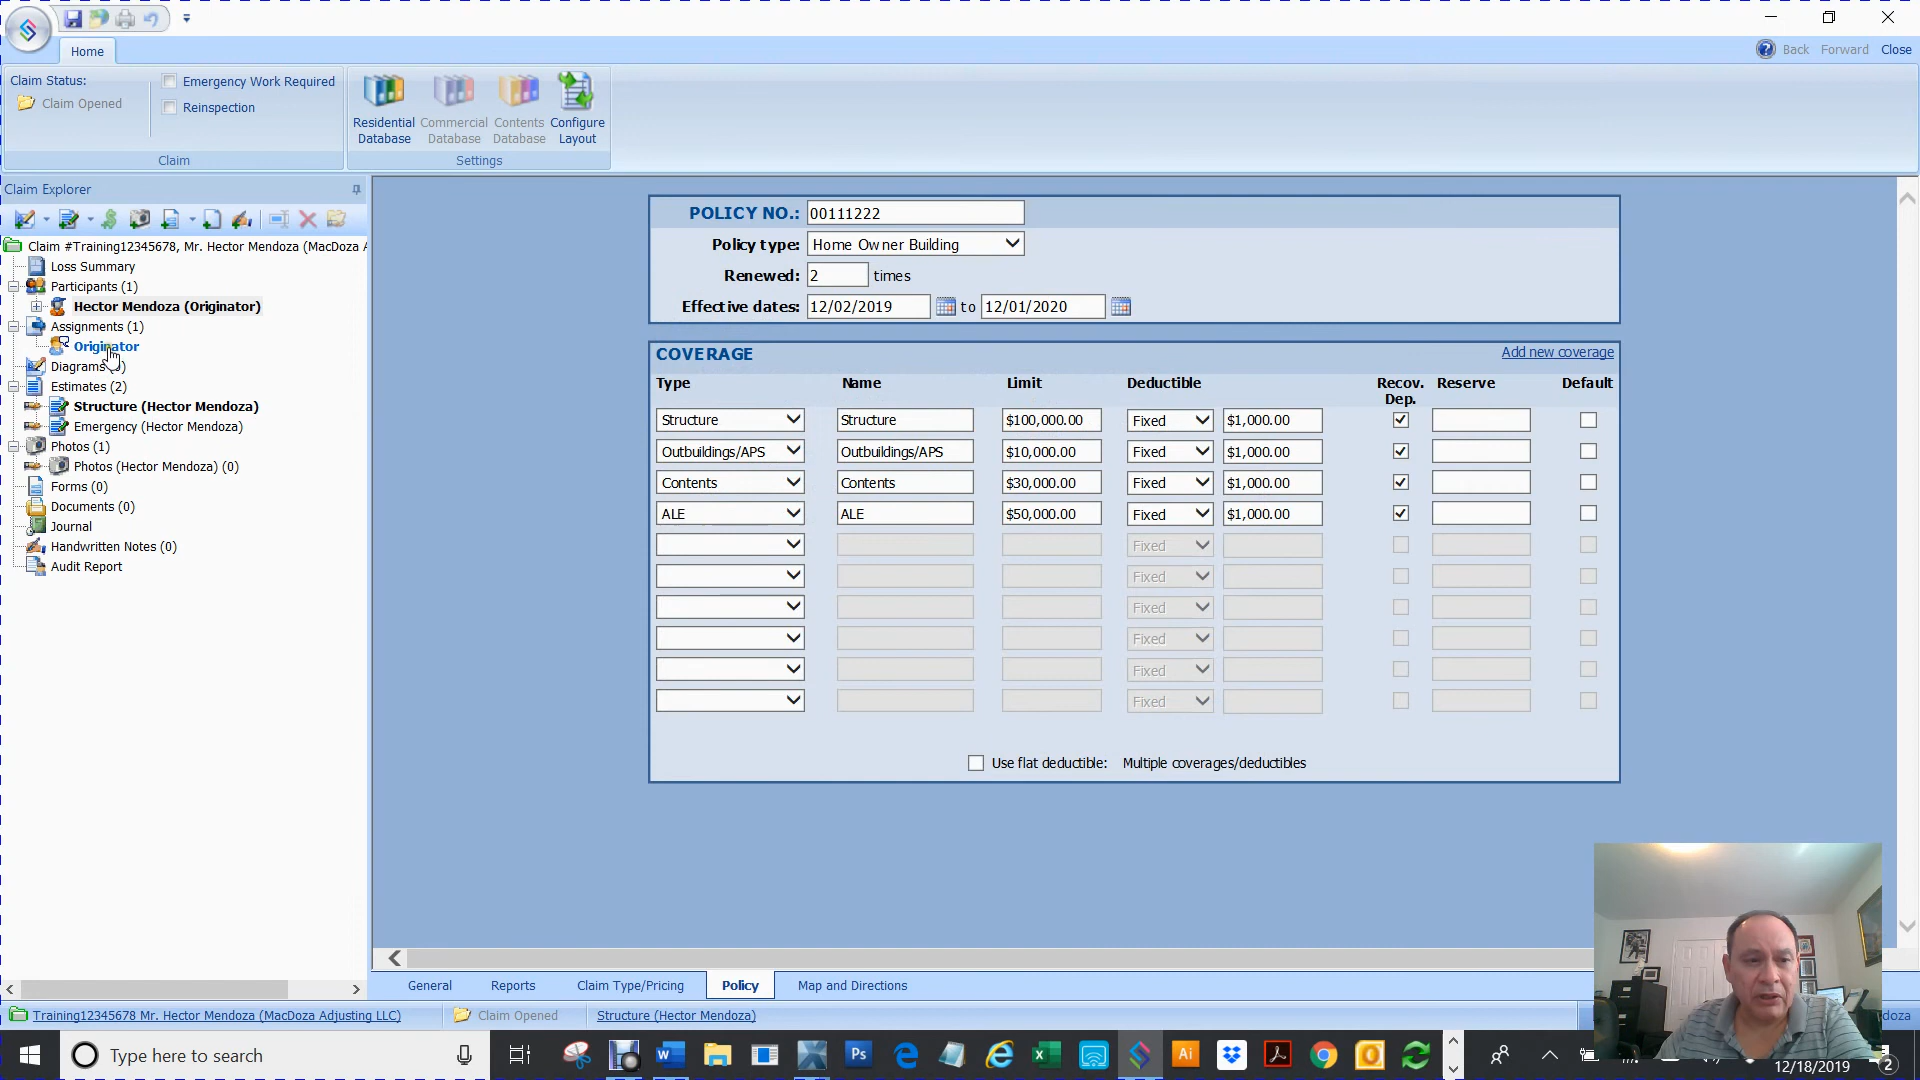 Home
Back Forward Close
Claim Status:
Claim Opened
Emergency Work Required
Reinspection
Residential Database
Commercial Database
Contents Database
Configure Layout
Claim
Settings
Claim Explorer
Claim #Training12345678, Mr. Hector Mendoza (MacDoza A
Loss Summary
Participants (1)
Hector Mendoza (Originator)
Assignments (1)
Originator
Diagrams
Estimates (2)
Structure (Hector Mendoza)
Emergency (Hector Mendoza)
Photos (1)
Photos (Hector Mendoza) (0)
Forms (0)
Documents (0)
Journal
Handwritten Notes (0)
Audit Report
POLICY NO.: 00111222
Policy type: Home Owner Building
Renewed: 2 times
Effective dates: 12/02/2019 to 12/01/2020
COVERAGE Add new coverage
Type Name Limit Deductible Recov. Dep. Reserve Default
Structure Structure $100,000.00 Fixed $1,000.00
Outbuildings/APS Outbuildings/APS $10,000.00 Fixed $1,000.00
Contents Contents $30,000.00 Fixed $1,000.00
ALE ALE $50,000.00 Fixed $1,000.00
Fixed
Fixed
Fixed
Fixed
Fixed
Fixed
Use flat deductible: Multiple coverages/deductibles
General Reports Claim Type/Pricing Policy Map and Directions
Training12345678 Mr. Hector Mendoza (MacDoza Adjusting LLC) Claim Opened Structure (Hector Mendoza) doza
Type here to search
Ps
Ai
12/18/2019
2